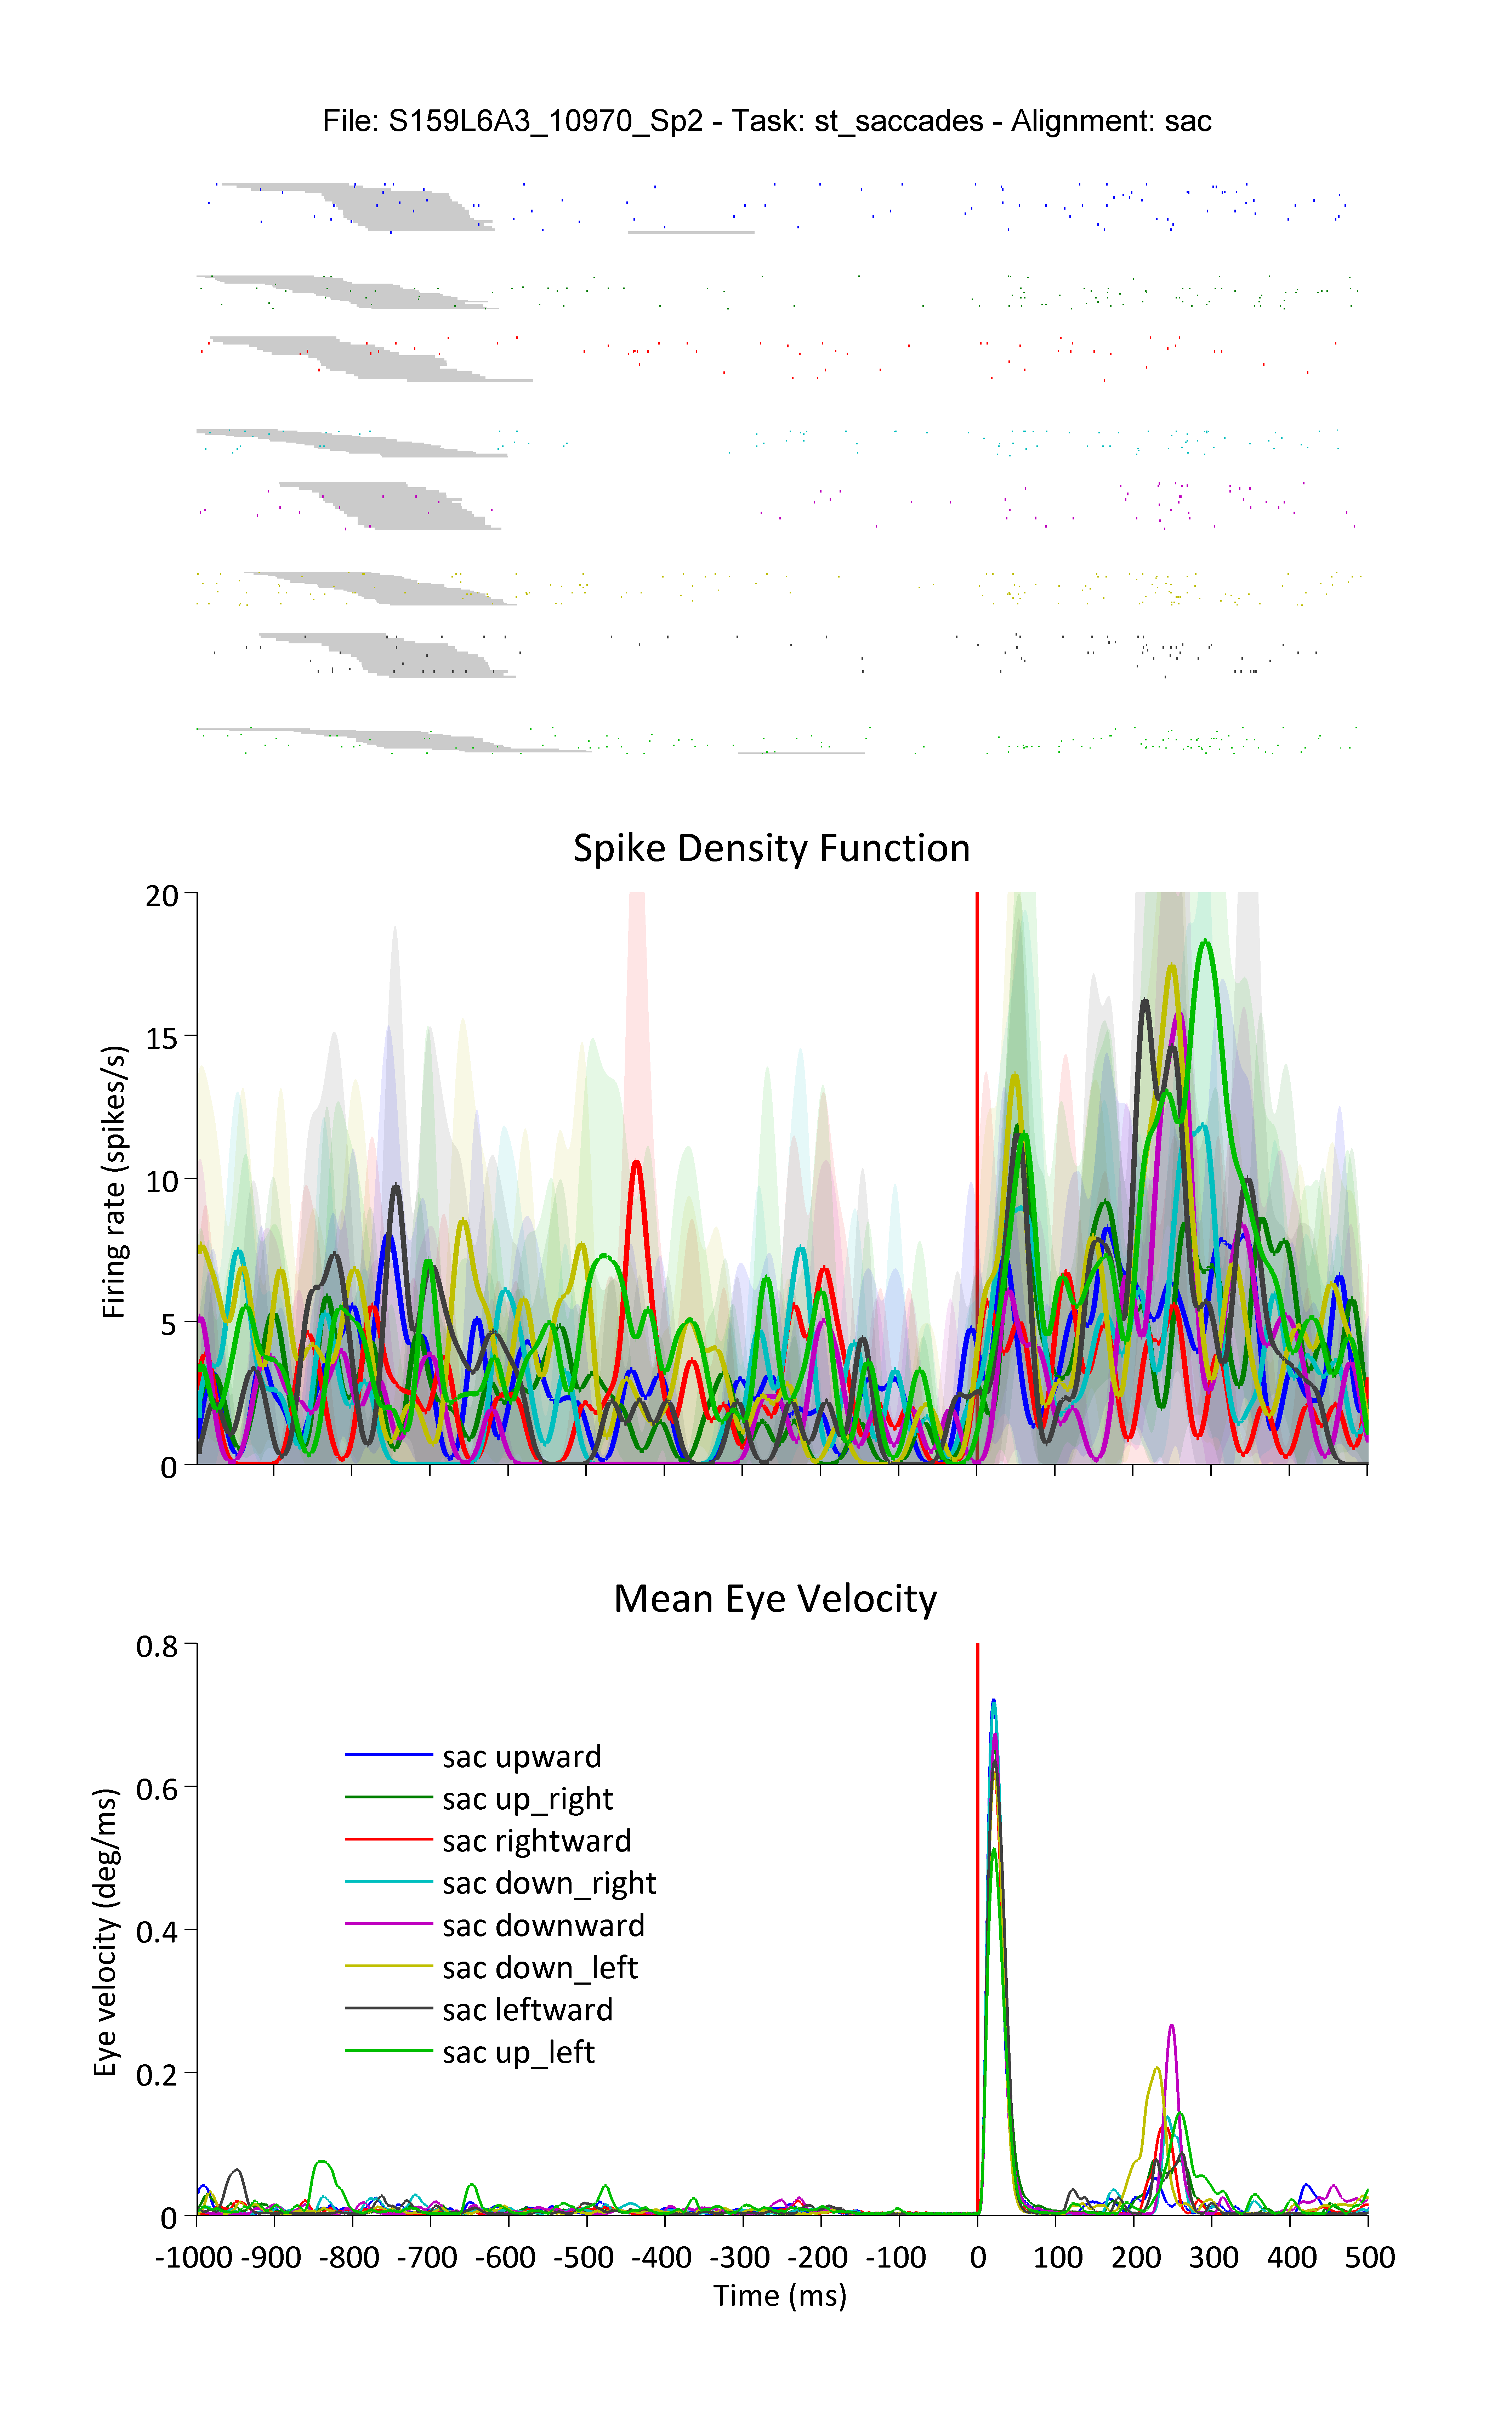 File: S159L6A3_10970_Sp2 - Task: st_saccades - Alignment: sac
Spike Density Function
20
15
10
5
0
Firing rate (spikes/s)
Mean Eye Velocity
0.8
0.6
0.4
0.2
0
Eye velocity (deg/ms)
sac upward
sac up_right
sac rightward
sac down_right
sac downward
sac down_left
sac leftward
sac up_left
-1000 -900 -800 -700 -600 -500 -400 -300 -200 -100 0 100 200 300 400 500
Time (ms)